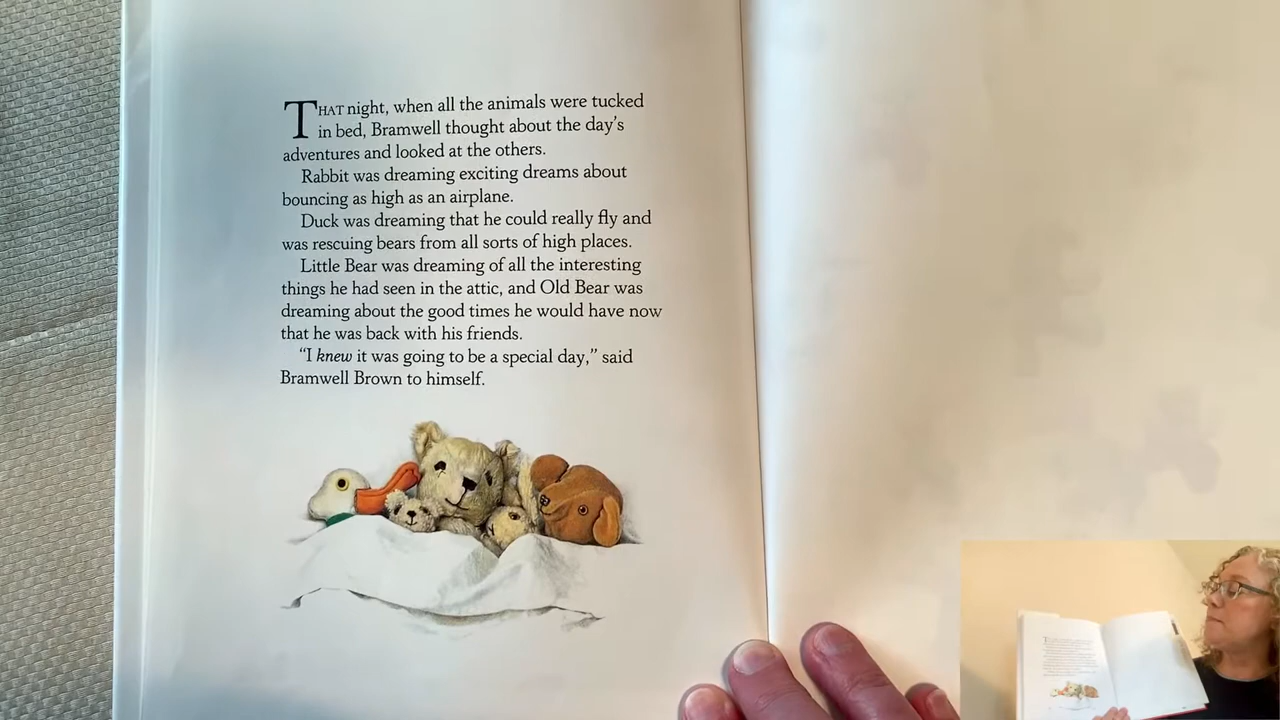 THAT night, when all the animals were tucked
in bed, Bramwell thought about the day's
adventures and looked at the others.
Rabbit was dreaming exciting dreams about
bouncing as high as an airplane.
Duck was dreaming that he could really fly and
was rescuing bears from all sorts of high places.
Little Bear was dreaming of all the interesting
things he had seen in the attic, and Old Bear was
dreaming about the good times he would have now
that he was back with his friends.
“I knew it was going to be a special day,” said
Bramwell Brown to himself.